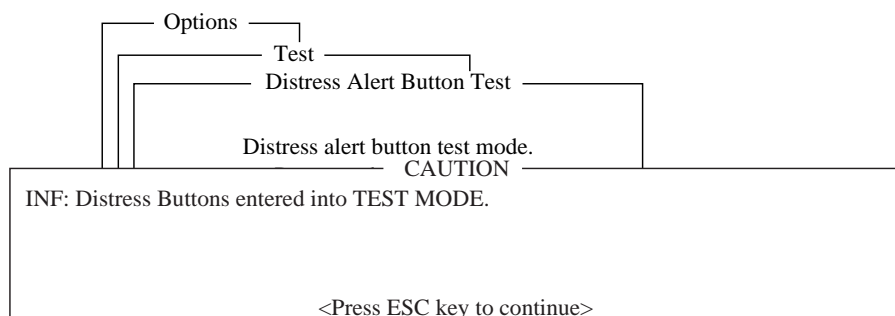 Options
Test
Distress Alert Button Test
Distress alert button test mode.
CAUTION
INF: Distress Buttons entered into TEST MODE.
<Press ESC key to continue>